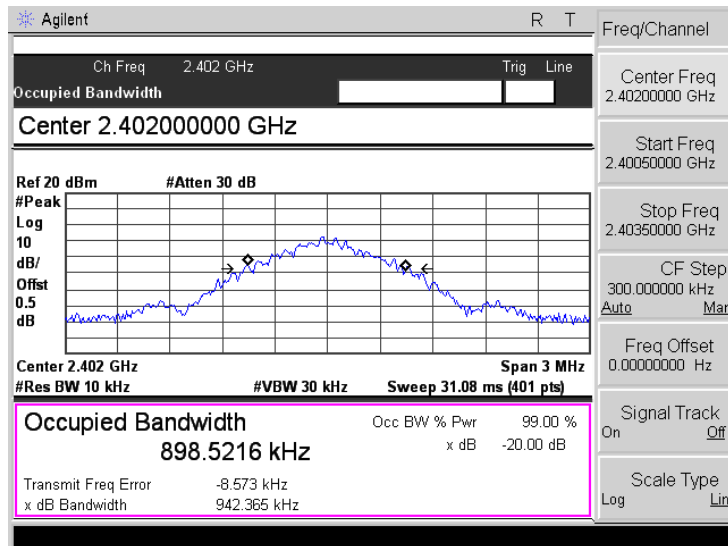 Agilent R T
Ch Freq 2.402 GHz Trig Line
Occupied Bandwidth
Center 2.402000000 GHz
Ref 20 dBm #Atten 30 dB
#Peak
Log
10
dB/
Offst
0.5
dB
Center 2.402 GHz Span 3 MHz
#Res BW 10 kHz #VBW 30 kHz Sweep 31.08 ms (401 pts)
Occupied Bandwidth Occ BW % Pwr 99.00 %
898.5216 kHz x dB -20.00 dB
Transmit Freq Error -8.573 kHz
x dB Bandwidth 942.365 kHz
Freq/Channel
Center Freq
2.40200000 GHz
Start Freq
2.40050000 GHz
Stop Freq
2.40350000 GHz
CF Step
300.000000 kHz
Auto Man
Freq Offset
0.00000000 Hz
Signal Track
On Off
Scale Type
Log Lin